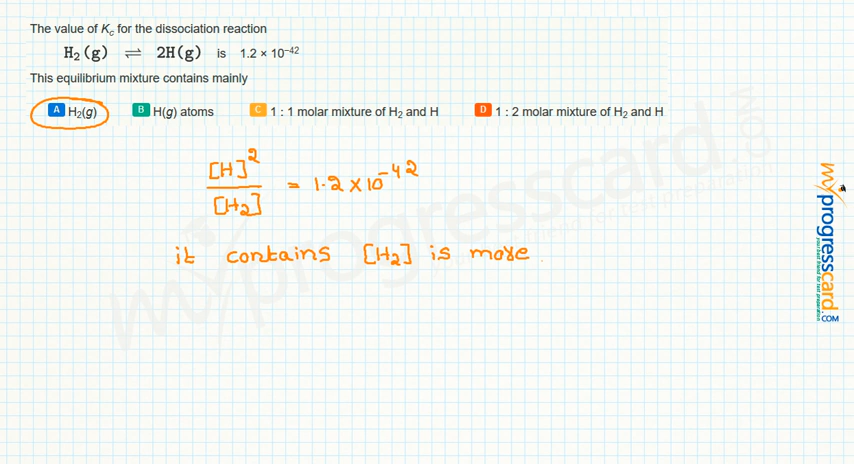 The value of Kc for the dissociation reaction
H₂(g) ⇌ 2H(g) is 1.2 × 10⁻⁴²
This equilibrium mixture contains mainly
A H₂(g) B H(g) atoms C 1 : 1 molar mixture of H₂ and H D 1 : 2 molar mixture of H₂ and H
[H]²
/ [H₂] = 1.2 × 10⁻⁴²
it contains [H₂] is more.
myprogresscard
myprogresscard.COM